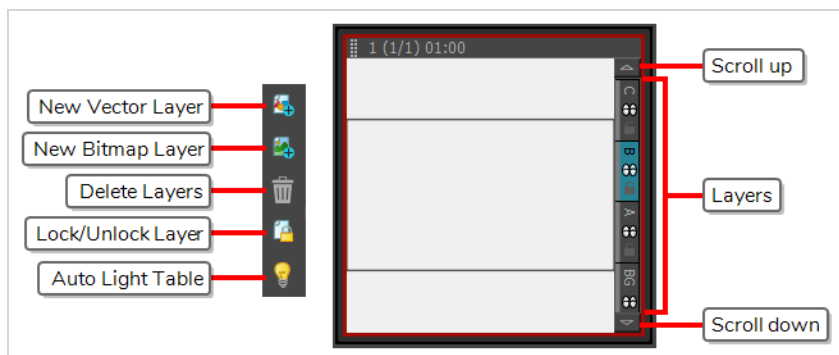 New Vector Layer
New Bitmap Layer
Delete Layers
Lock/Unlock Layer
Auto Light Table
1 (1/1) 01:00
C
B
A
BG
Scroll up
Layers
Scroll down